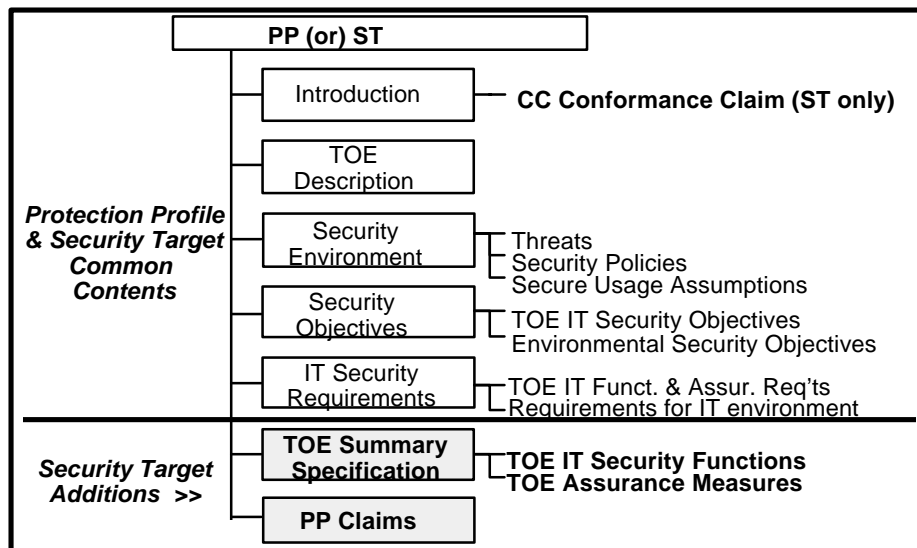 PP (or) ST
Introduction
CC Conformance Claim (ST only)
TOE
Description
Protection Profile
& Security Target
Common
Contents
Security
Environment
Threats
Security Policies
Secure Usage Assumptions
Security
Objectives
TOE IT Security Objectives
Environmental Security Objectives
IT Security
Requirements
TOE IT Funct. & Assur. Req'ts
Requirements for IT environment
Security Target
Additions >>
TOE Summary
Specification
TOE IT Security Functions
TOE Assurance Measures
PP Claims